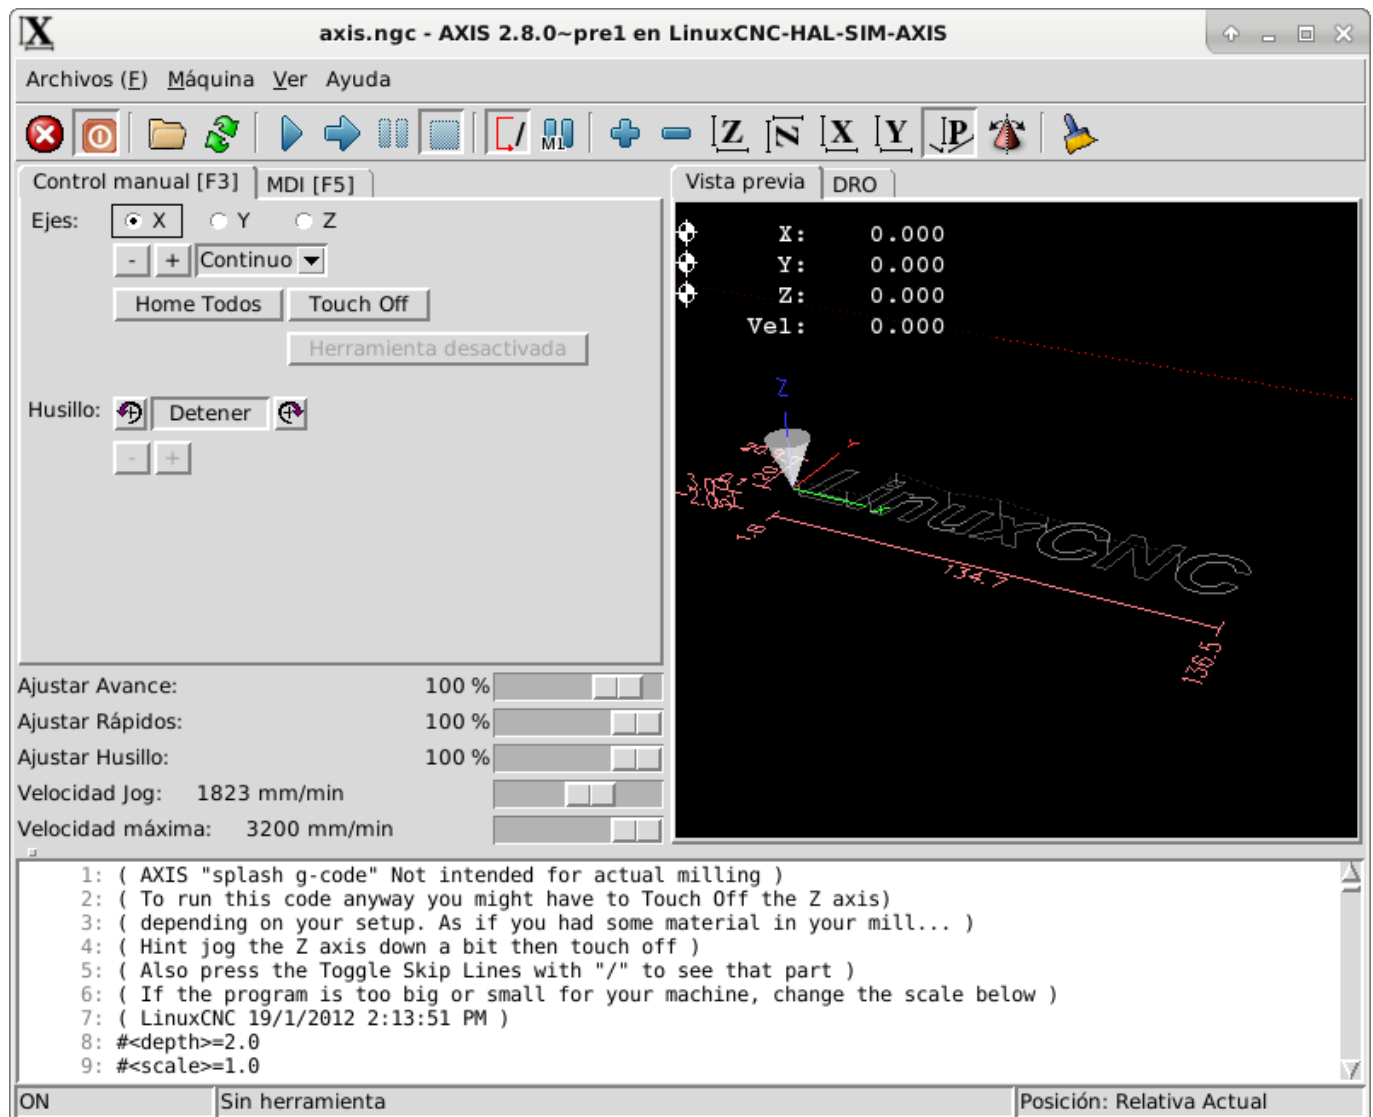 axis.ngc - AXIS 2.8.0~pre1 en LinuxCNC-HAL-SIM-AXIS
Archivos (F) Máquina Ver Ayuda
M1 Z N X Y P
Control manual [F3] MDI [F5]
Ejes: X Y Z
- + Continuo
Home Todos Touch Off
Herramienta desactivada
Husillo: Detener
- +
Ajustar Avance: 100 %
Ajustar Rápidos: 100 %
Ajustar Husillo: 100 %
Velocidad Jog: 1823 mm/min
Velocidad máxima: 3200 mm/min
Vista previa DRO
X: 0.000
Y: 0.000
Z: 0.000
Vel: 0.000
Z
Y
X
LinuxCNC
1.8
134.7
136.5
1: ( AXIS "splash g-code" Not intended for actual milling )
2: ( To run this code anyway you might have to Touch Off the Z axis)
3: ( depending on your setup. As if you had some material in your mill... )
4: ( Hint jog the Z axis down a bit then touch off )
5: ( Also press the Toggle Skip Lines with "/" to see that part )
6: ( If the program is too big or small for your machine, change the scale below )
7: ( LinuxCNC 19/1/2012 2:13:51 PM )
8: #<depth>=2.0
9: #<scale>=1.0
ON Sin herramienta Posición: Relativa Actual